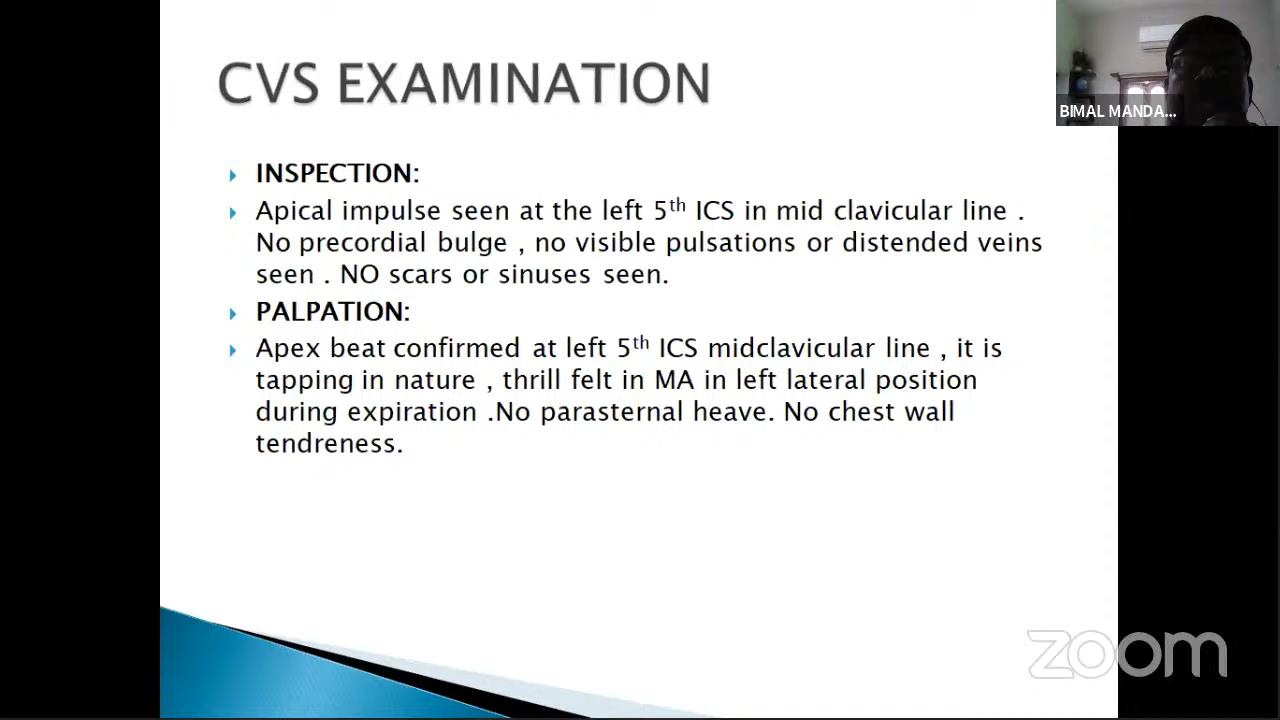 CVS EXAMINATION
BIMAL MANDA...
INSPECTION:
Apical impulse seen at the left 5th ICS in mid clavicular line .
No precordial bulge , no visible pulsations or distended veins
seen . NO scars or sinuses seen.
PALPATION:
Apex beat confirmed at left 5th ICS midclavicular line , it is
tapping in nature , thrill felt in MA in left lateral position
during expiration .No parasternal heave. No chest wall
tendreness.
zoom